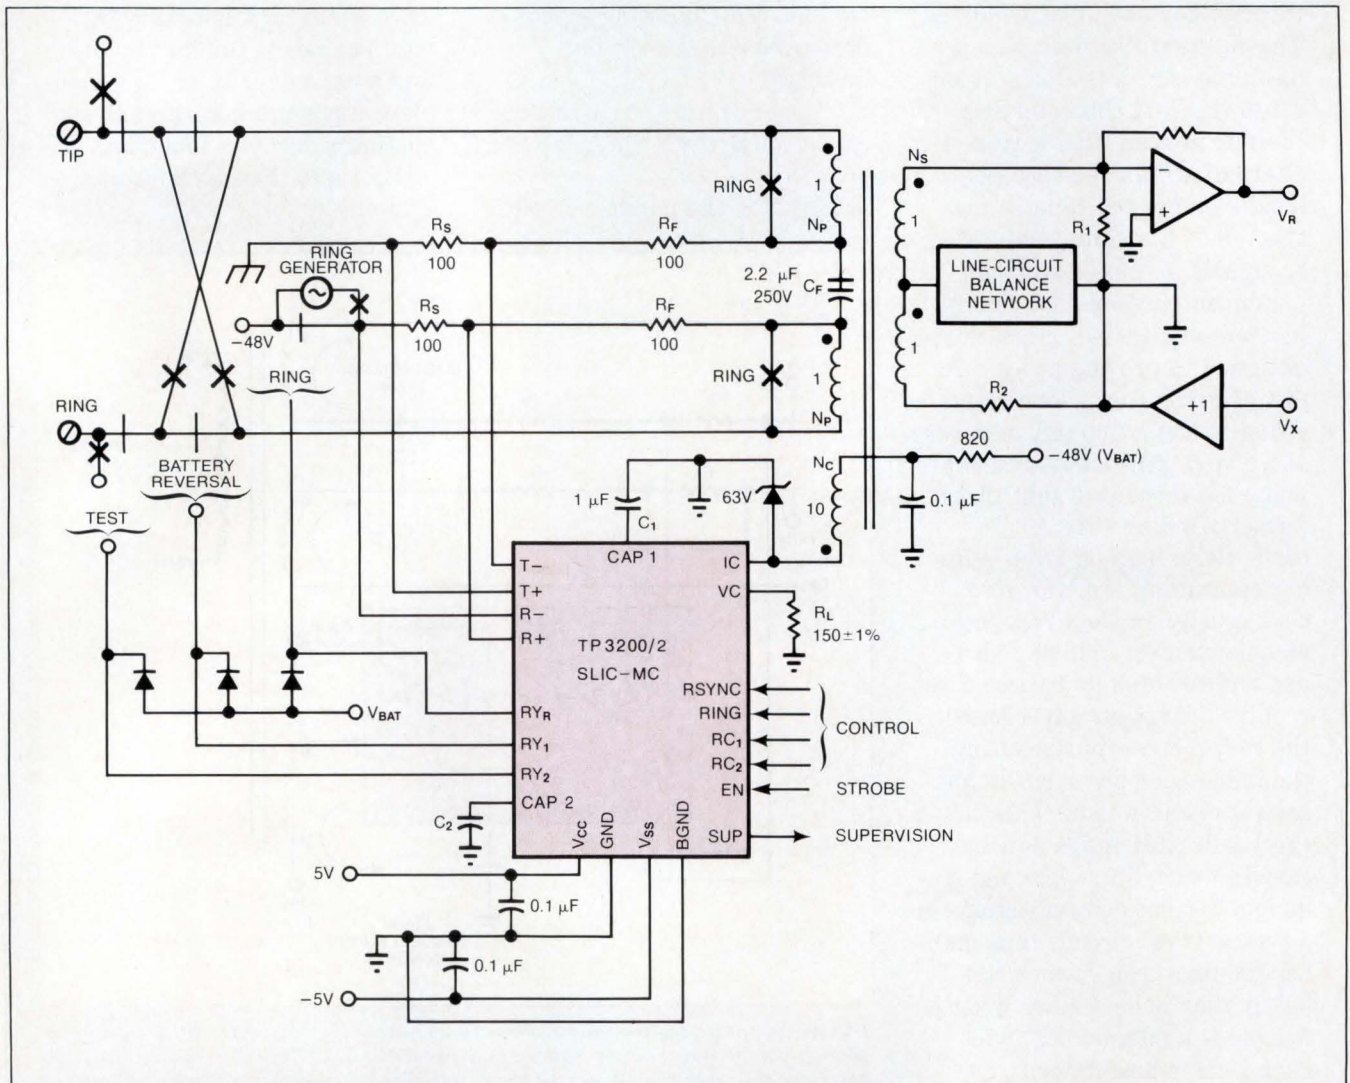 TIP
RING
GENERATOR
−48V
RS
100
RS
100
RF
100
RF
100
RING
RING
1
NP
2.2 µF
250V
CF
1
NP
NS
1
1
LINE-CIRCUIT
BALANCE
NETWORK
R1
−
+
VR
R2
+1
VX
RING
RING
BATTERY
REVERSAL
TEST
1 µF
C1
63V
NC
10
820
−48V (VBAT)
0.1 µF
CAP 1
T−
T+
R−
R+
IC
VC
RL
150±1%
TP3200/2
SLIC−MC
VBAT
RYR
RY1
RY2
CAP 2
C2
RSYNC
RING
RC1
RC2
CONTROL
EN
STROBE
SUP
SUPERVISION
VCC
GND
VSS
BGND
5V
0.1 µF
0.1 µF
−5V